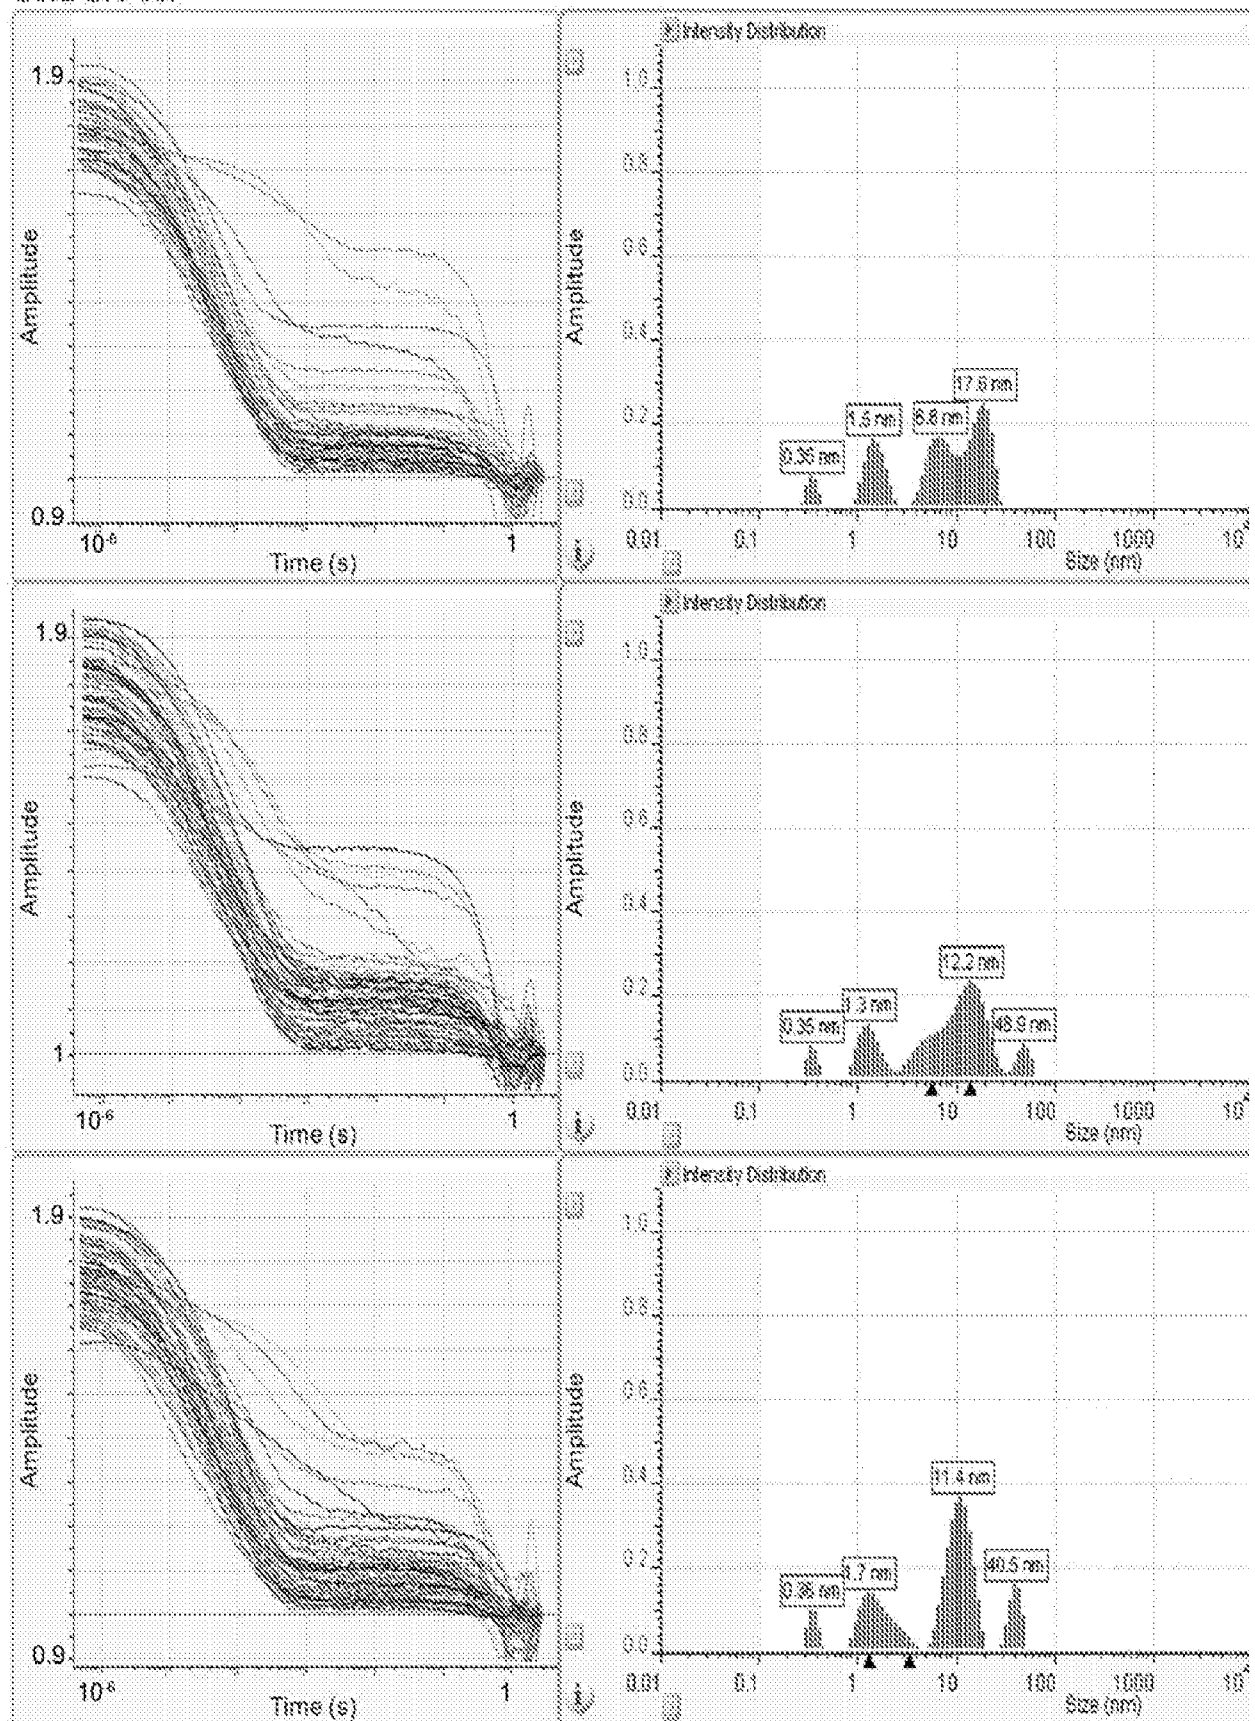 Intensity Distribution
1.9
0.9
Amplitude
10⁻⁶
1
Time (s)
Amplitude
1.0
0.8
0.6
0.4
0.2
0.0
0.35 nm
1.5 nm
6.8 nm
17.6 nm
0.01
0.1
1
10
100
1000
Size (nm)
Intensity Distribution
1.9
1
Amplitude
10⁻⁶
1
Time (s)
Amplitude
1.0
0.8
0.6
0.4
0.2
0.0
0.35 nm
1.3 nm
12.2 nm
48.9 nm
0.01
0.1
1
10
100
1000
Size (nm)
Intensity Distribution
1.9
0.9
Amplitude
10⁻⁶
1
Time (s)
Amplitude
1.0
0.8
0.6
0.4
0.2
0.0
0.36 nm
1.7 nm
11.4 nm
40.5 nm
0.01
0.1
1
10
100
1000
Size (nm)